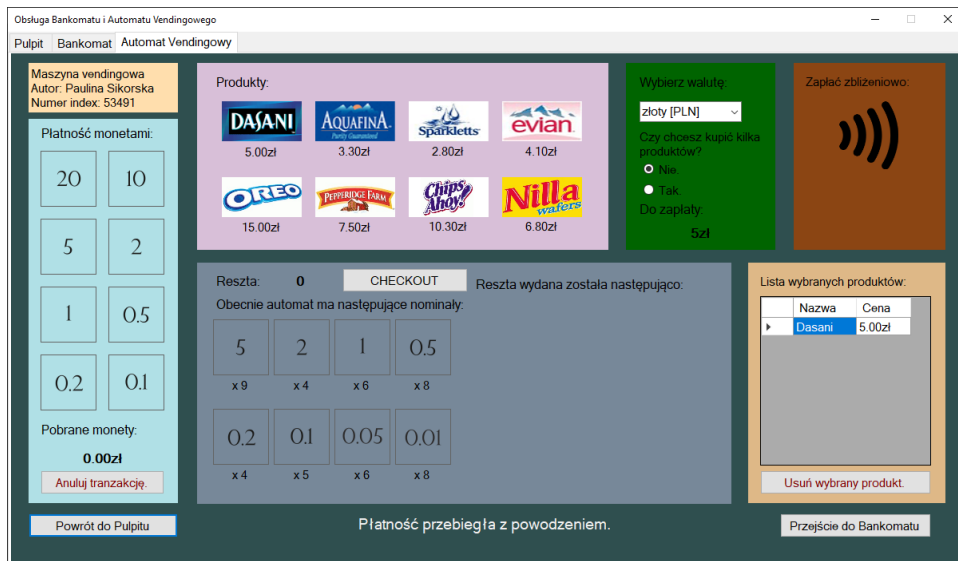 Obsługa Bankomatu i Automatu Vendingowego
Pulpit Bankomat Automat Vendingowy
Maszyna vendingowa
Autor: Paulina
Sikorska
Numer index: 53491
Płatność monetami:
20 10
5 2
1 0.5
0.2 0.1
Pobrane monety:
0.00zł
Anuluj tranzakcję.
Powrót do Pulpitu
Produkty:
DASANI AQUAFINA Purity Guaranteed Sparkletts evian
5.00zł 3.30zł 2.80zł 4.10zł
OREO PEPPERIDGE FARM Chips Ahoy! Nilla wafers
15.00zł 7.50zł 10.30zł 6.80zł
Wybierz walutę:
złoty [PLN]
Czy chcesz kupić kilka
produktów?
Nie.
Tak.
Do zapłaty:
5zł
Zapłać zbliżeniowo:
Reszta: 0 CHECKOUT Reszta wydana została następująco:
Obecnie automat ma następujące nominały:
5 2 1 0.5
x 9 x 4 x 6 x 8
0.2 0.1 0.05 0.01
x 4 x 5 x 6 x 8
Lista wybranych produktów:
Nazwa Cena
Dasani 5.00zł
Usuń wybrany produkt.
Płatność przebiegła z powodzeniem.
Przejście do Bankomatu